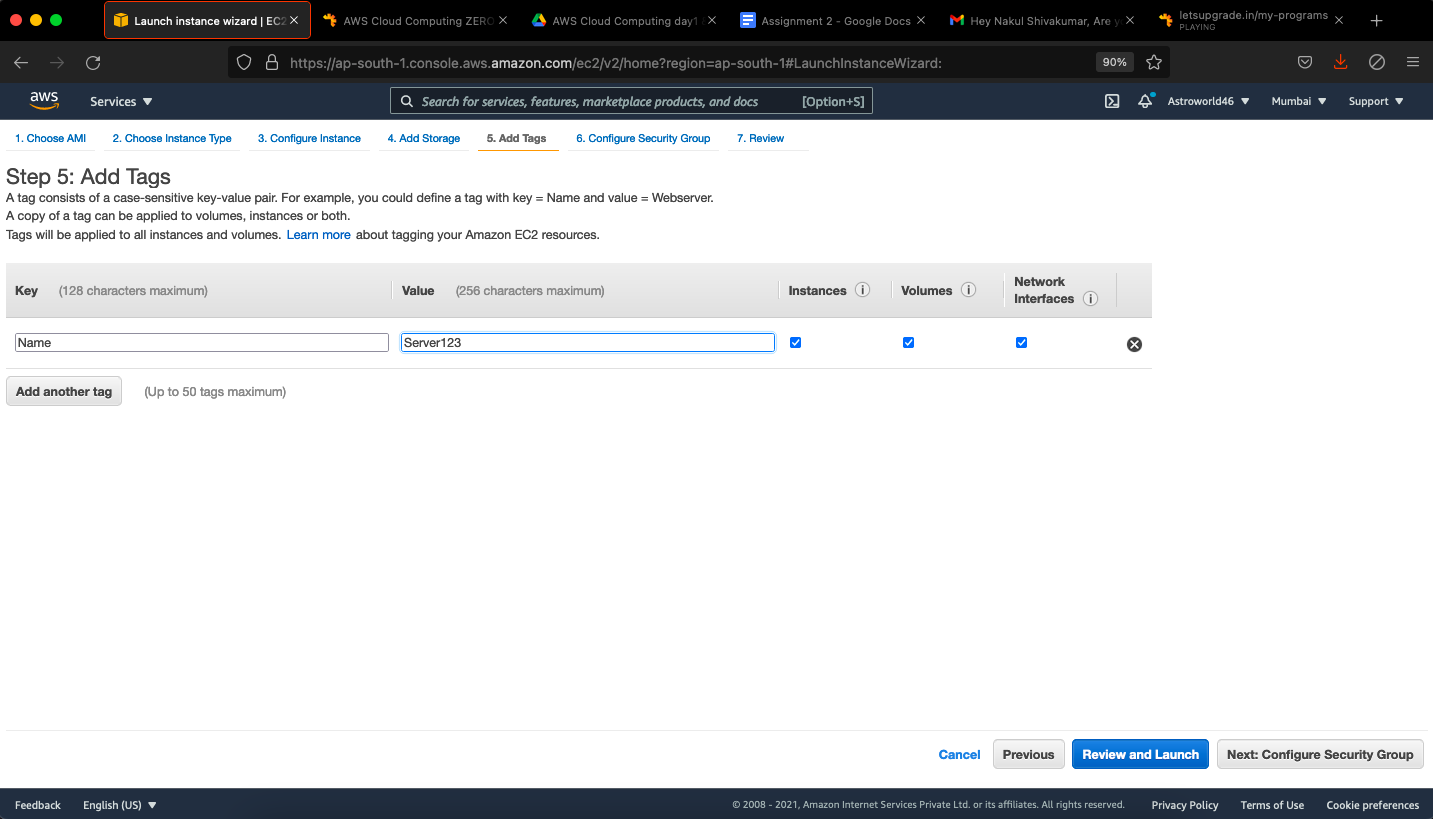 Launch instance wizard | EC2
AWS Cloud Computing ZERO
AWS Cloud Computing day1
Assignment 2 - Google Docs
Hey Nakul Shivakumar, Are y
letsupgrade.in/my-programs
PLAYING
https://ap-south-1.console.aws.amazon.com/ec2/v2/home?region=ap-south-1#LaunchInstanceWizard:
90%
aws
Services
Search for services, features, marketplace products, and docs
[Option+S]
Astroworld46
Mumbai
Support
1. Choose AMI
2. Choose Instance Type
3. Configure Instance
4. Add Storage
5. Add Tags
6. Configure Security Group
7. Review
Step 5: Add Tags
A tag consists of a case-sensitive key-value pair. For example, you could define a tag with key = Name and value = Webserver.
A copy of a tag can be applied to volumes, instances or both.
Tags will be applied to all instances and volumes. Learn more about tagging your Amazon EC2 resources.
Key (128 characters maximum)
Value (256 characters maximum)
Instances
Volumes
Network
Interfaces
Name
Server123
Add another tag
(Up to 50 tags maximum)
Cancel
Previous
Review and Launch
Next: Configure Security Group
Feedback
English (US)
© 2008 - 2021, Amazon Internet Services Private Ltd. or its affiliates. All rights reserved.
Privacy Policy
Terms of Use
Cookie preferences